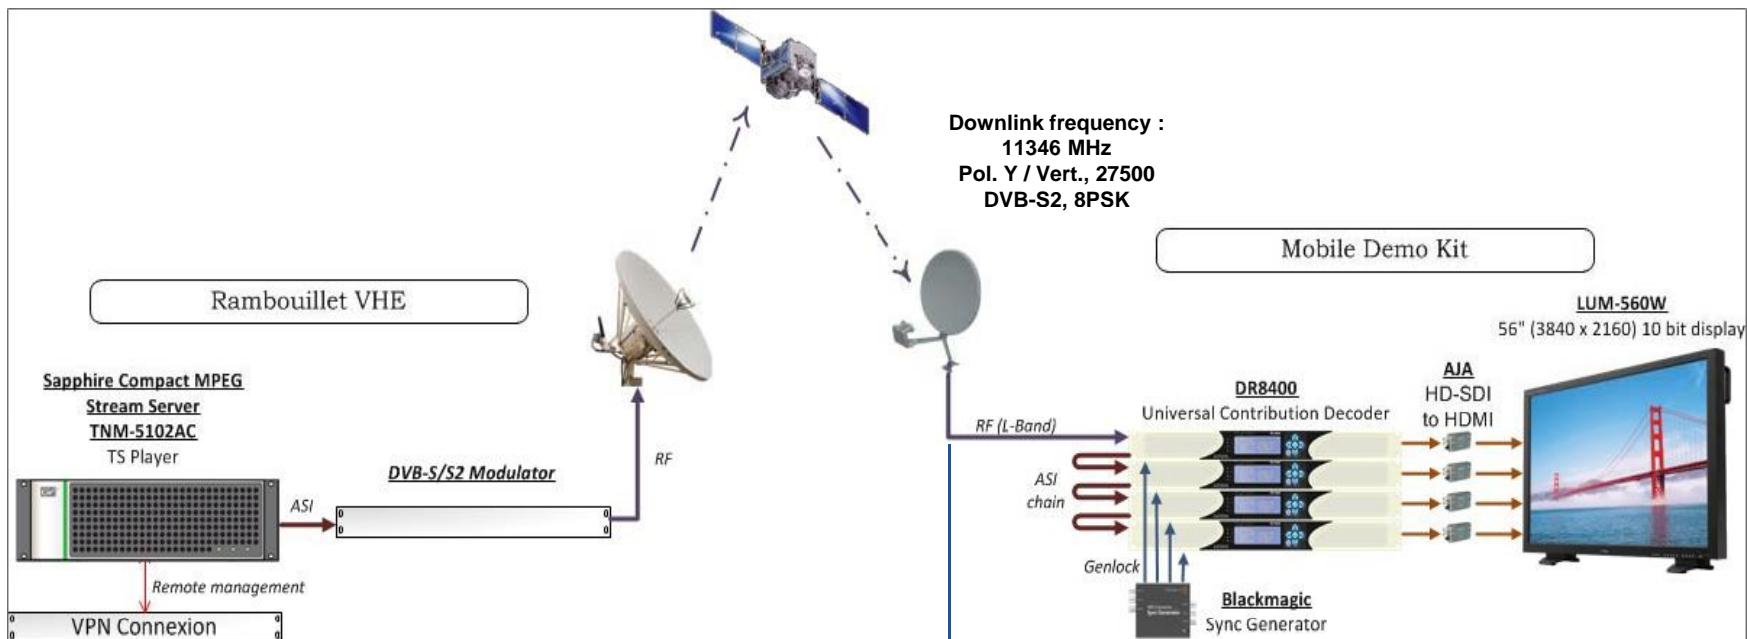 Downlink frequency :
11346 MHz
Pol. Y / Vert., 27500
DVB-S2, 8PSK
Mobile Demo Kit
Rambouillet VHE
LUM-560W
56" (3840 x 2160) 10 bit display
Sapphire Compact MPEG
Stream Server
TNM-5102AC
TS Player
DVB-S/S2 Modulator
RF
ASI
RF (L-Band)
DR8400
Universal Contribution Decoder
AJA
HD-SDI
to HDMI
ASI
chain
Genlock
Remote management
VPN Connexion
Blackmagic
Sync Generator